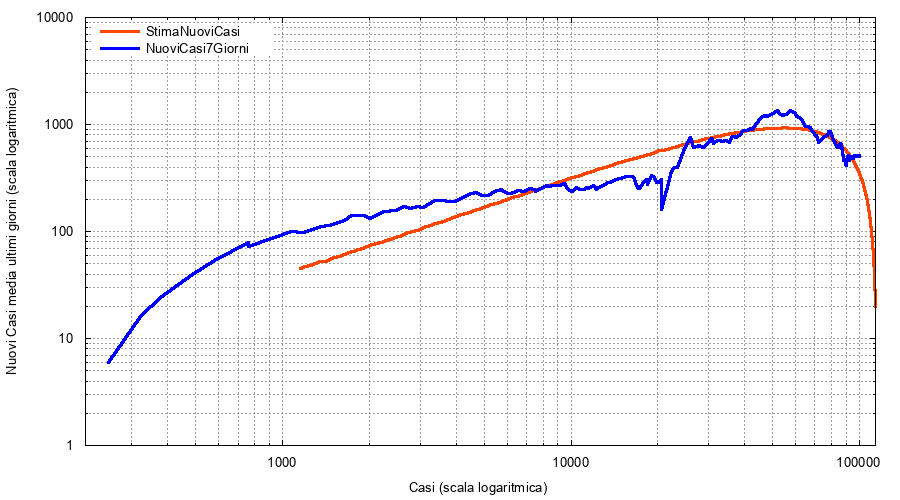 10000
StimaNuoviCasi
NuoviCasi7Giorni
1000
100
10
1
Nuovi Casi media ultimi giorni (scala logaritmica)
1000
10000
100000
Casi (scala logaritmica)